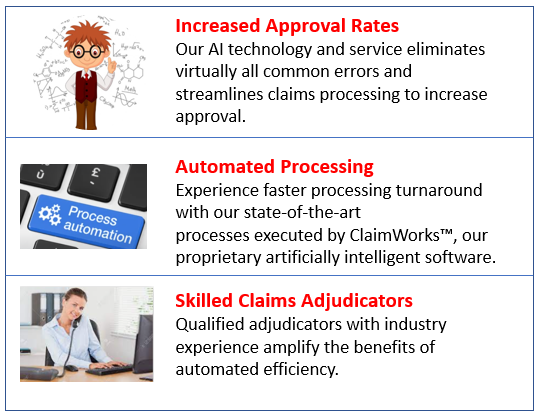 Increased Approval Rates
Our AI technology and service eliminates
virtually all common errors and
streamlines claims processing to increase
approval.
Automated Processing
Experience faster processing turnaround
with our state-of-the-art
processes executed by ClaimWorks™, our
proprietary artificially intelligent software.
Process
automation
Skilled Claims Adjudicators
Qualified adjudicators with industry
experience amplify the benefits of
automated efficiency.